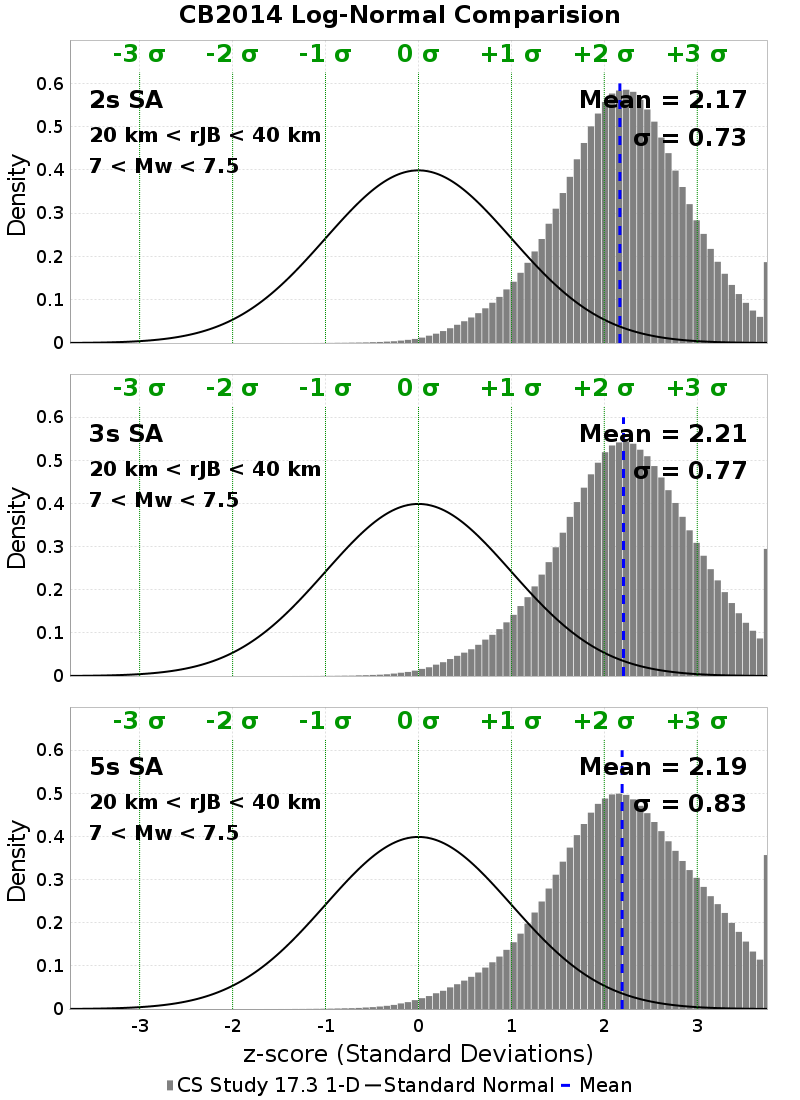 CB2014 Log-Normal Comparision
-3 σ -2 σ -1 σ 0 σ +1 σ +2 σ +3 σ
2s SA
20 km < rJB < 40 km
7 < Mw < 7.5
Mean = 2.17
σ = 0.73
Density
0.6
0.5
0.4
0.3
0.2
0.1
0
-3 σ -2 σ -1 σ 0 σ +1 σ +2 σ +3 σ
3s SA
20 km < rJB < 40 km
7 < Mw < 7.5
Mean = 2.21
σ = 0.77
Density
0.6
0.5
0.4
0.3
0.2
0.1
0
-3 σ -2 σ -1 σ 0 σ +1 σ +2 σ +3 σ
5s SA
20 km < rJB < 40 km
7 < Mw < 7.5
Mean = 2.19
σ = 0.83
Density
0.6
0.5
0.4
0.3
0.2
0.1
0
-3 -2 -1 0 1 2 3
z-score (Standard Deviations)
CS Study 17.3 1-D Standard Normal Mean